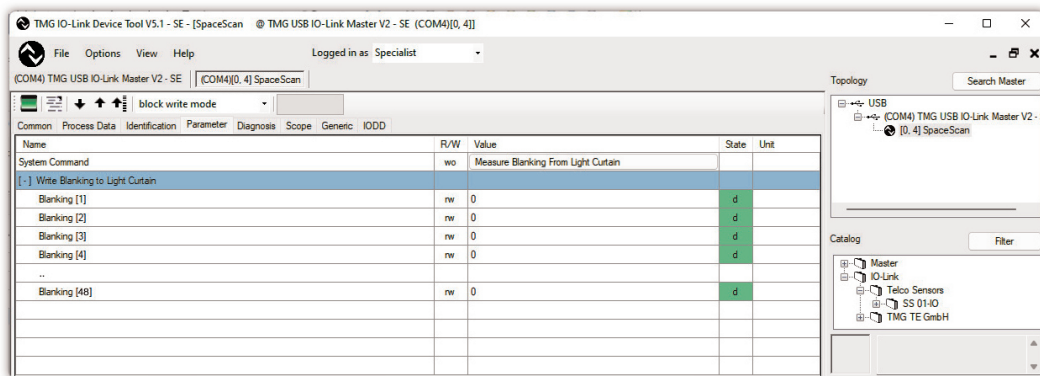 TMG IO-Link Device Tool V5.1 - SE - [SpaceScan @ TMG USB IO-Link Master V2 - SE (COM4)[0, 4]]
File Options View Help Logged in as Specialist
(COM4) TMG USB IO-Link Master V2 - SE (COM4)[0, 4] SpaceScan
block write mode
Common Process Data Identification Parameter Diagnosis Scope Generic IODD
Name R/W Value State Unit
System Command wo Measure Blanking From Light Curtain
[ - ] Write Blanking to Light Curtain
Blanking [1] rw 0 d
Blanking [2] rw 0 d
Blanking [3] rw 0 d
Blanking [4] rw 0 d
..
Blanking [48] rw 0 d
Topology Search Master
USB
(COM4) TMG USB IO-Link Master V2 -
[0, 4] SpaceScan
Catalog Filter
Master
IO-Link
Telco Sensors
SS 01-IO
TMG TE GmbH